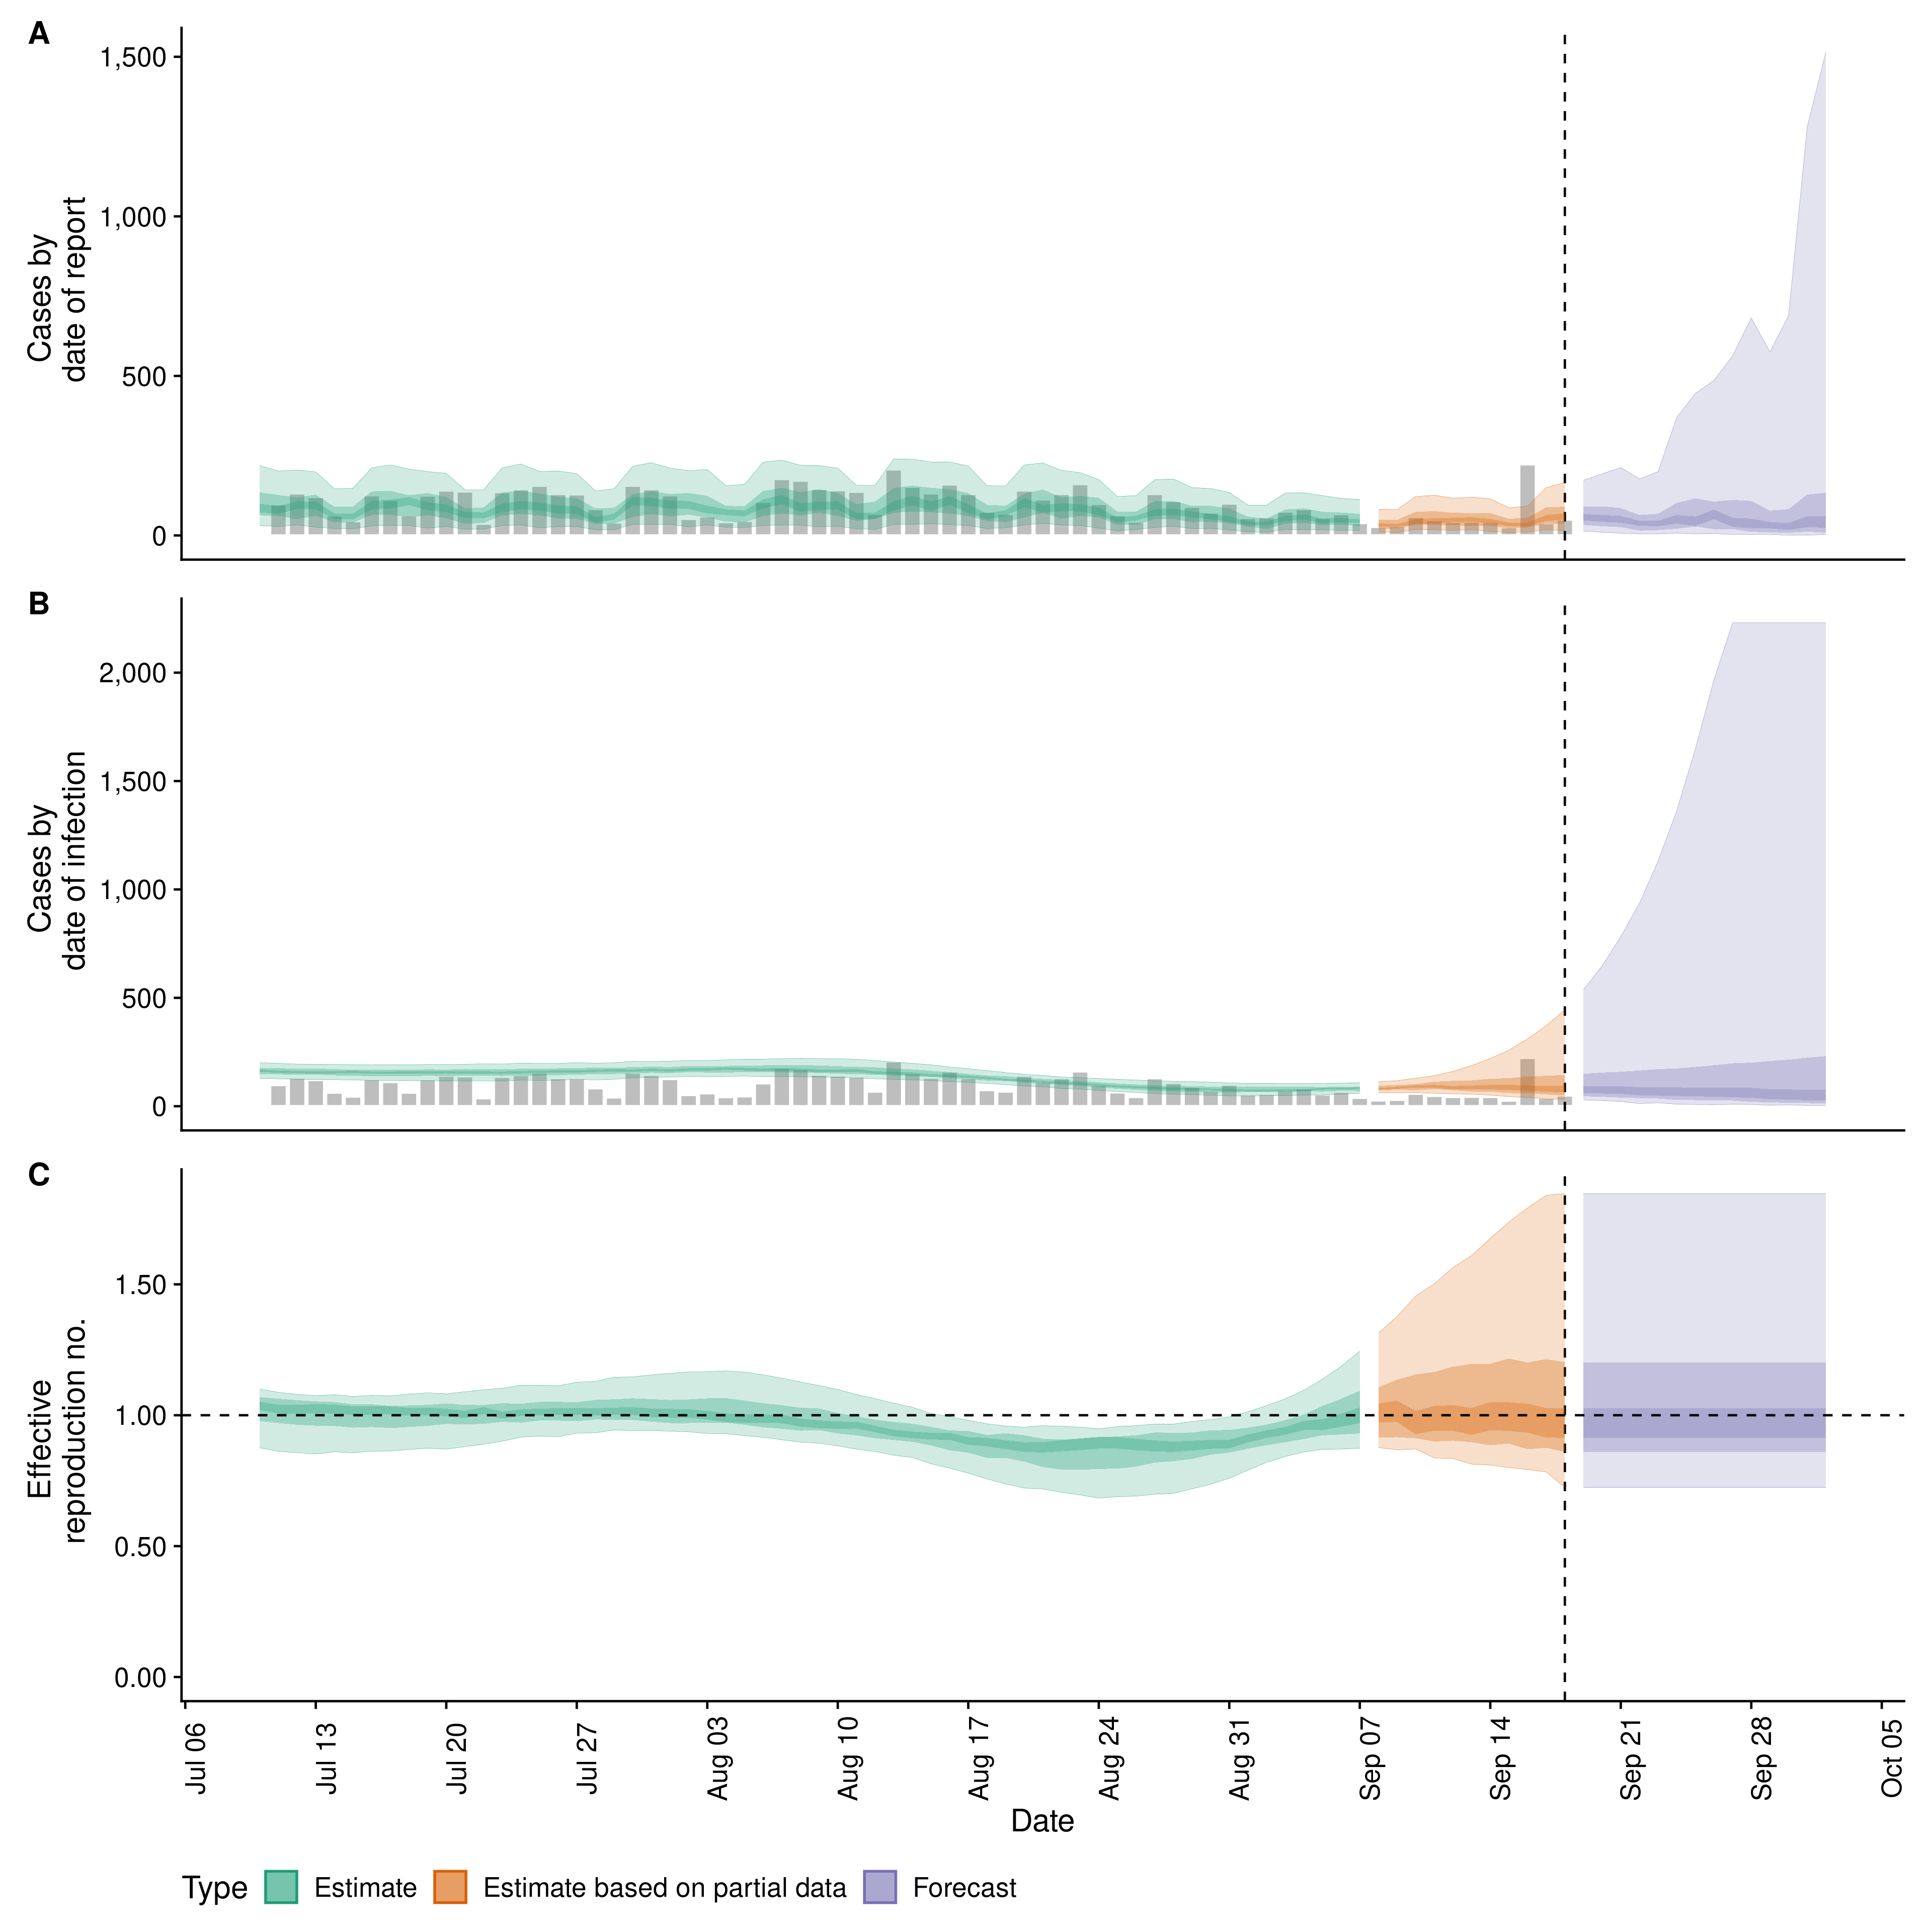 A
Cases by
date of report
1,500
1,000
500
0
B
Cases by
date of infection
2,000
1,500
1,000
500
0
C
Effective
reproduction no.
1.50
1.00
0.50
0.00
Jul 06
Jul 13
Jul 20
Jul 27
Aug 03
Aug 10
Aug 17
Aug 24
Aug 31
Sep 07
Sep 14
Sep 21
Sep 28
Oct 05
Date
Type Estimate Estimate based on partial data Forecast